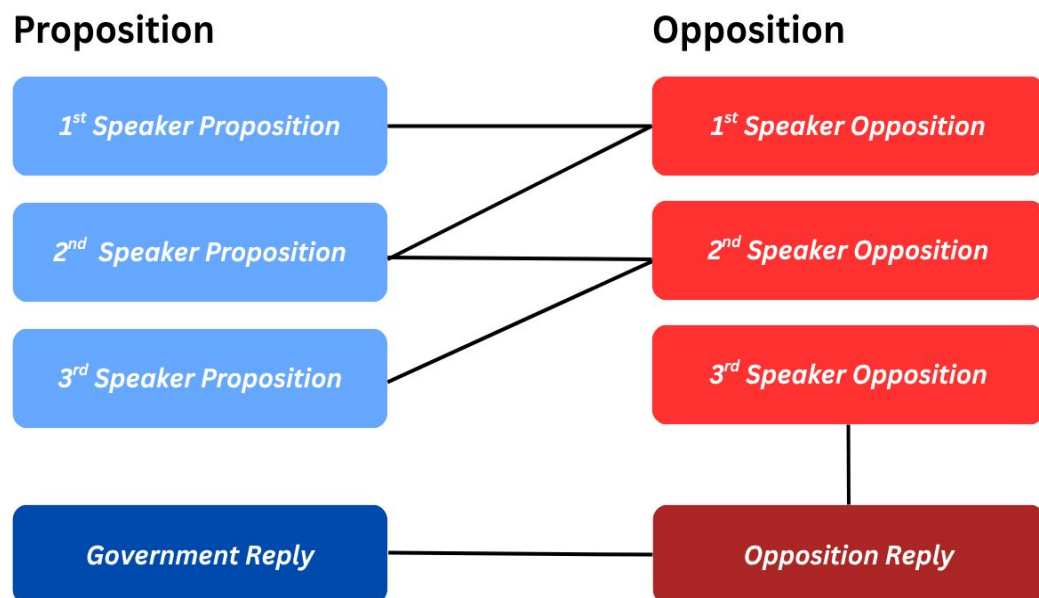 Proposition
Opposition
1st Speaker Proposition
1st Speaker Opposition
2nd Speaker Proposition
2nd Speaker Opposition
3rd Speaker Proposition
3rd Speaker Opposition
Government Reply
Opposition Reply